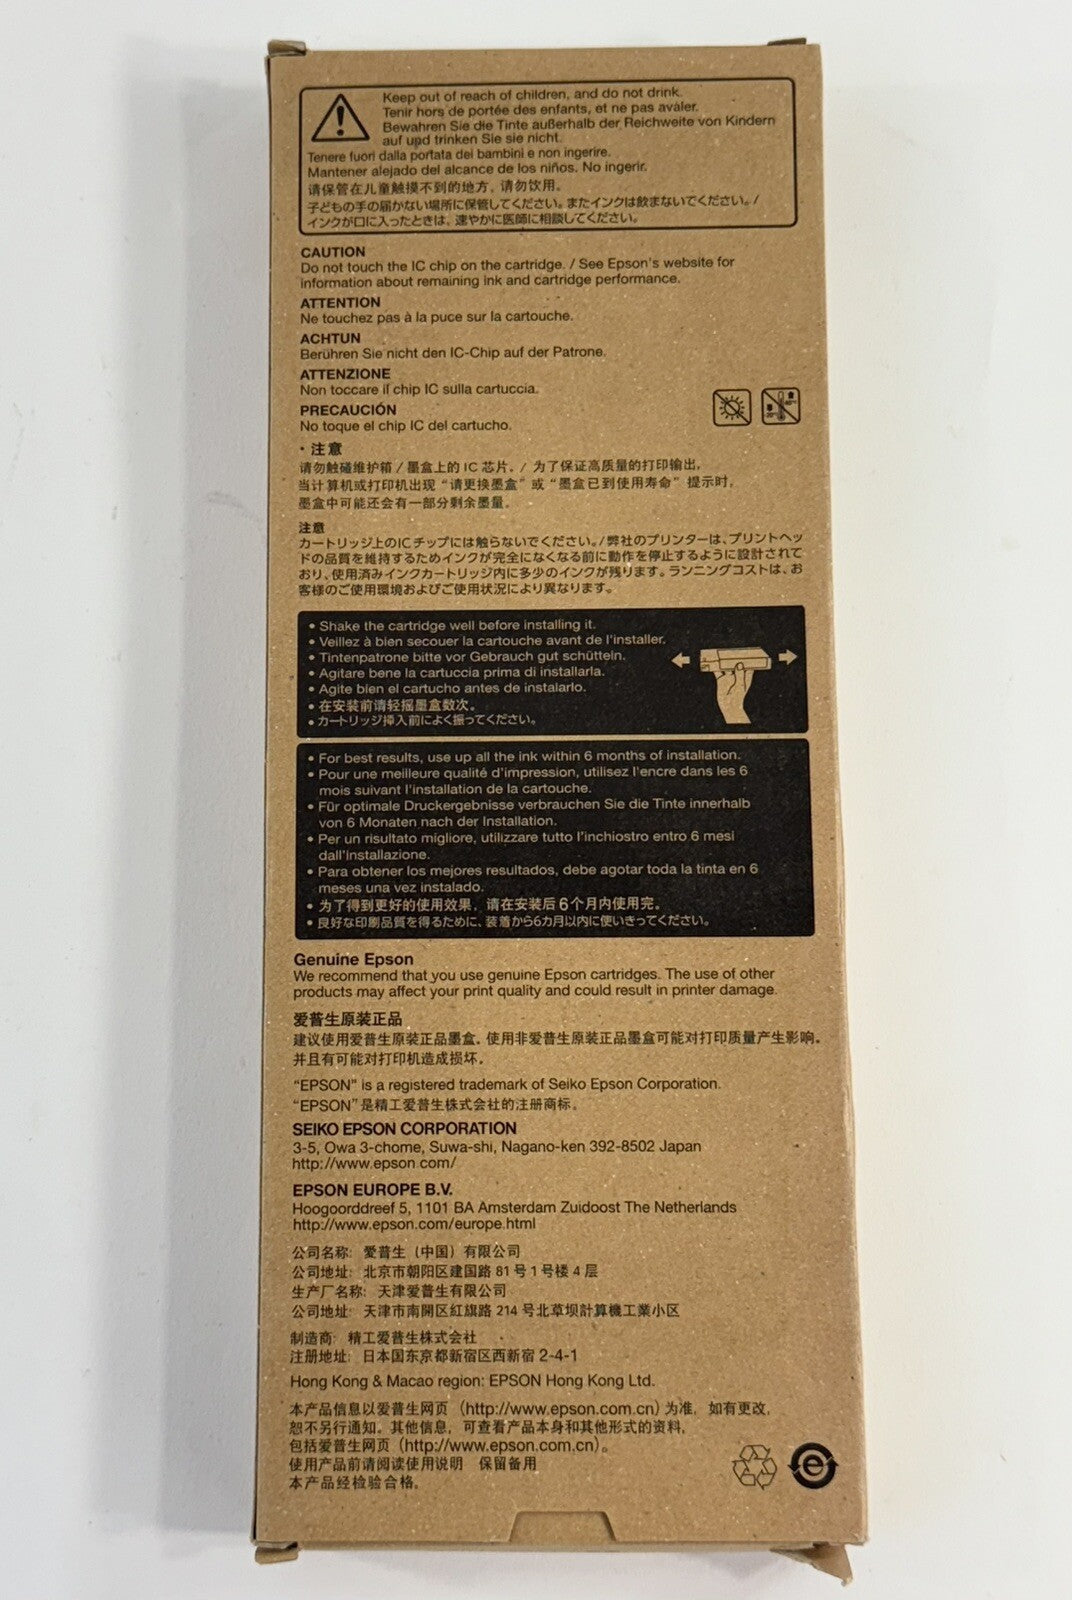 Keep out of reach of children, and do not drink.
Tenir hors de portée des enfants, et ne pas avaler.
Bewahren Sie die Tinte außerhalb der Reichweite von Kindern
auf und trinken Sie sie nicht.
Tenere fuori dalla portata dei bambini e non ingerire.
Mantener alejado del alcance de los niños. No ingerir.
请保管在儿童触摸不到的地方，请勿饮用。
子どもの手の届かない場所に保管してください。またインクは飲まないでください。/
インクが口に入ったときは、速やかに医師に相談してください。
CAUTION
Do not touch the IC chip on the cartridge. / See Epson's website for
information about remaining ink and cartridge performance.
ATTENTION
Ne touchez pas à la puce sur la cartouche.
ACHTUN
Berühren Sie nicht den IC-Chip auf der Patrone.
ATTENZIONE
Non toccare il chip IC sulla cartuccia.
PRECAUCIÓN
No toque el chip IC del cartucho.
・注意
请勿触碰维护箱 / 墨盒上的 IC 芯片。/ 为了保证高质量的打印输出，
当计算机或打印机出现 “请更换墨盒” 或 “墨盒已到使用寿命” 提示时，
墨盒中可能还会有一部分剩余墨量。
注意
カートリッジ上のICチップには触らないでください。/弊社のプリンターは、プリントヘッ
ドの品質を維持するためインクが完全になくなる前に動作を停止するように設計されて
おり、使用済みインクカートリッジ内に多少のインクが残ります。ランニングコストは、お
客様のご使用環境およびご使用状況により異なります。
• Shake the cartridge well before installing it.
• Veillez à bien secouer la cartouche avant de l'installer.
• Tintenpatrone bitte vor Gebrauch gut schütteln.
• Agitare bene la cartuccia prima di installarla.
• Agite bien el cartucho antes de instalarlo.
• 在安装前请轻摇墨盒数次。
• カートリッジ挿入前によく振ってください。
• For best results, use up all the ink within 6 months of installation.
• Pour une meilleure qualité d'impression, utilisez l'encre dans les 6
mois suivant l'installation de la cartouche.
• Für optimale Druckergebnisse verbrauchen Sie die Tinte innerhalb
von 6 Monaten nach der Installation.
• Per un risultato migliore, utilizzare tutto l'inchiostro entro 6 mesi
dall'installazione.
• Para obtener los mejores resultados, debe agotar toda la tinta en 6
meses una vez instalado.
• 为了得到更好的使用效果，请在安装后 6 个月内使用完。
• 良好な印刷品質を得るために、装着から6カ月以内に使いきってください。
Genuine Epson
We recommend that you use genuine Epson cartridges. The use of other
products may affect your print quality and could result in printer damage.
爱普生原装正品
建议使用爱普生原装正品墨盒。使用非爱普生原装正品墨盒可能对打印质量产生影响，
并且有可能对打印机造成损坏。
"EPSON" is a registered trademark of Seiko Epson Corporation.
“EPSON” 是精工爱普生株式会社的注册商标。
SEIKO EPSON CORPORATION
3-5, Owa 3-chome, Suwa-shi, Nagano-ken 392-8502 Japan
http://www.epson.com/
EPSON EUROPE B.V.
Hoogoorddreef 5, 1101 BA Amsterdam Zuidoost The Netherlands
http://www.epson.com/europe.html
公司名称: 爱普生 (中国) 有限公司
公司地址: 北京市朝阳区建国路 81 号 1 号楼 4 层
生产厂名称: 天津爱普生有限公司
公司地址: 天津市南開区紅旗路 214 号北草坝計算機工業小区
制造商: 精工爱普生株式会社
注册地址: 日本国东京都新宿区西新宿 2-4-1
Hong Kong & Macao region: EPSON Hong Kong Ltd.
本产品信息以爱普生网页 (http://www.epson.com.cn) 为准，如有更改，
恕不另行通知。其他信息，可查看产品本身和其他形式的资料，
包括爱普生网页 (http://www.epson.com.cn)。
使用产品前请阅读使用说明 保留备用
本产品经检验合格。
e